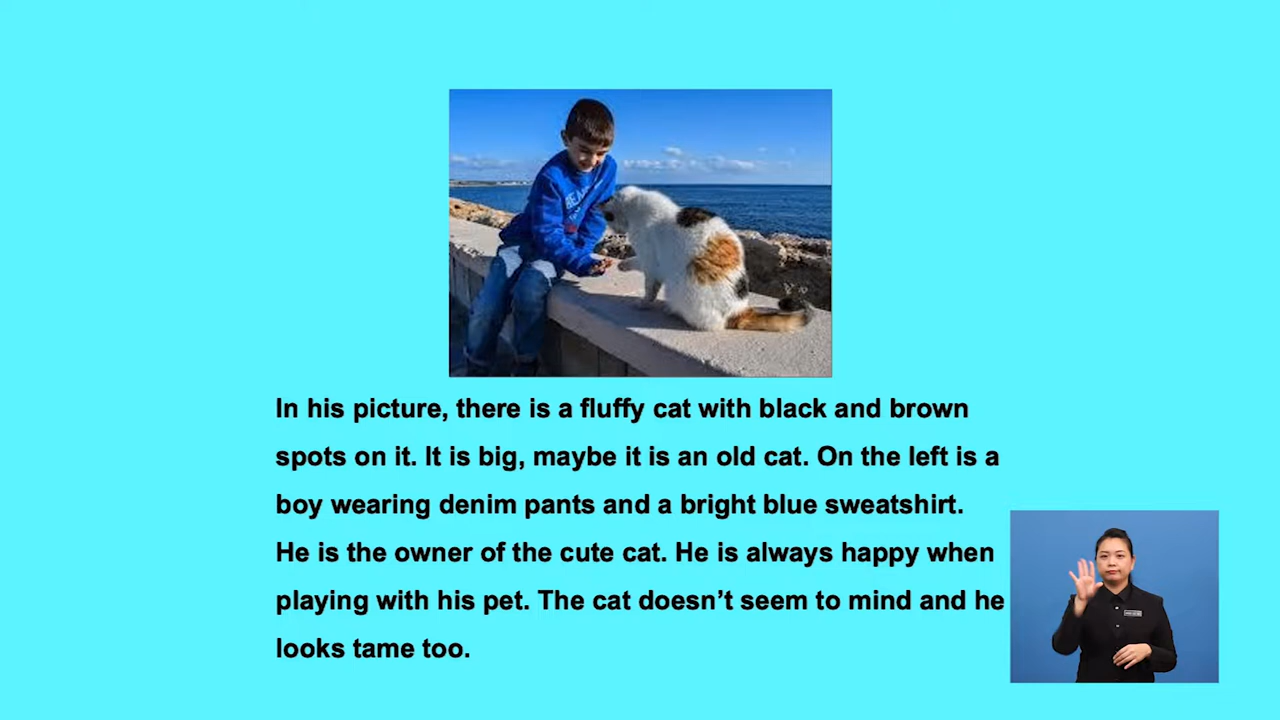 In his picture, there is a fluffy cat with black and brown
spots on it. It is big, maybe it is an old cat. On the left is a
boy wearing denim pants and a bright blue sweatshirt.
He is the owner of the cute cat. He is always happy when
playing with his pet. The cat doesn’t seem to mind and he
looks tame too.